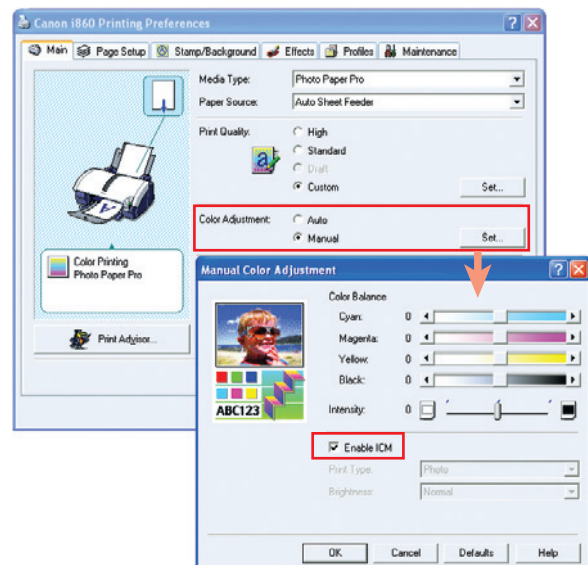 Canon i860 Printing Preferences
Main Page Setup Stamp/Background Effects Profiles Maintenance
Media Type: Photo Paper Pro
Paper Source: Auto Sheet Feeder
Print Quality: High
Standard
Draft
Custom Set...
Color Adjustment: Auto
Manual Set...
Color Printing
Photo Paper Pro
Print Advisor...
Manual Color Adjustment
Color Balance
Cyan: 0
Magenta: 0
Yellow: 0
Black: 0
Intensity: 0
ABC123
Enable ICM
Print Type: Photo
Brightness: Normal
OK Cancel Defaults Help